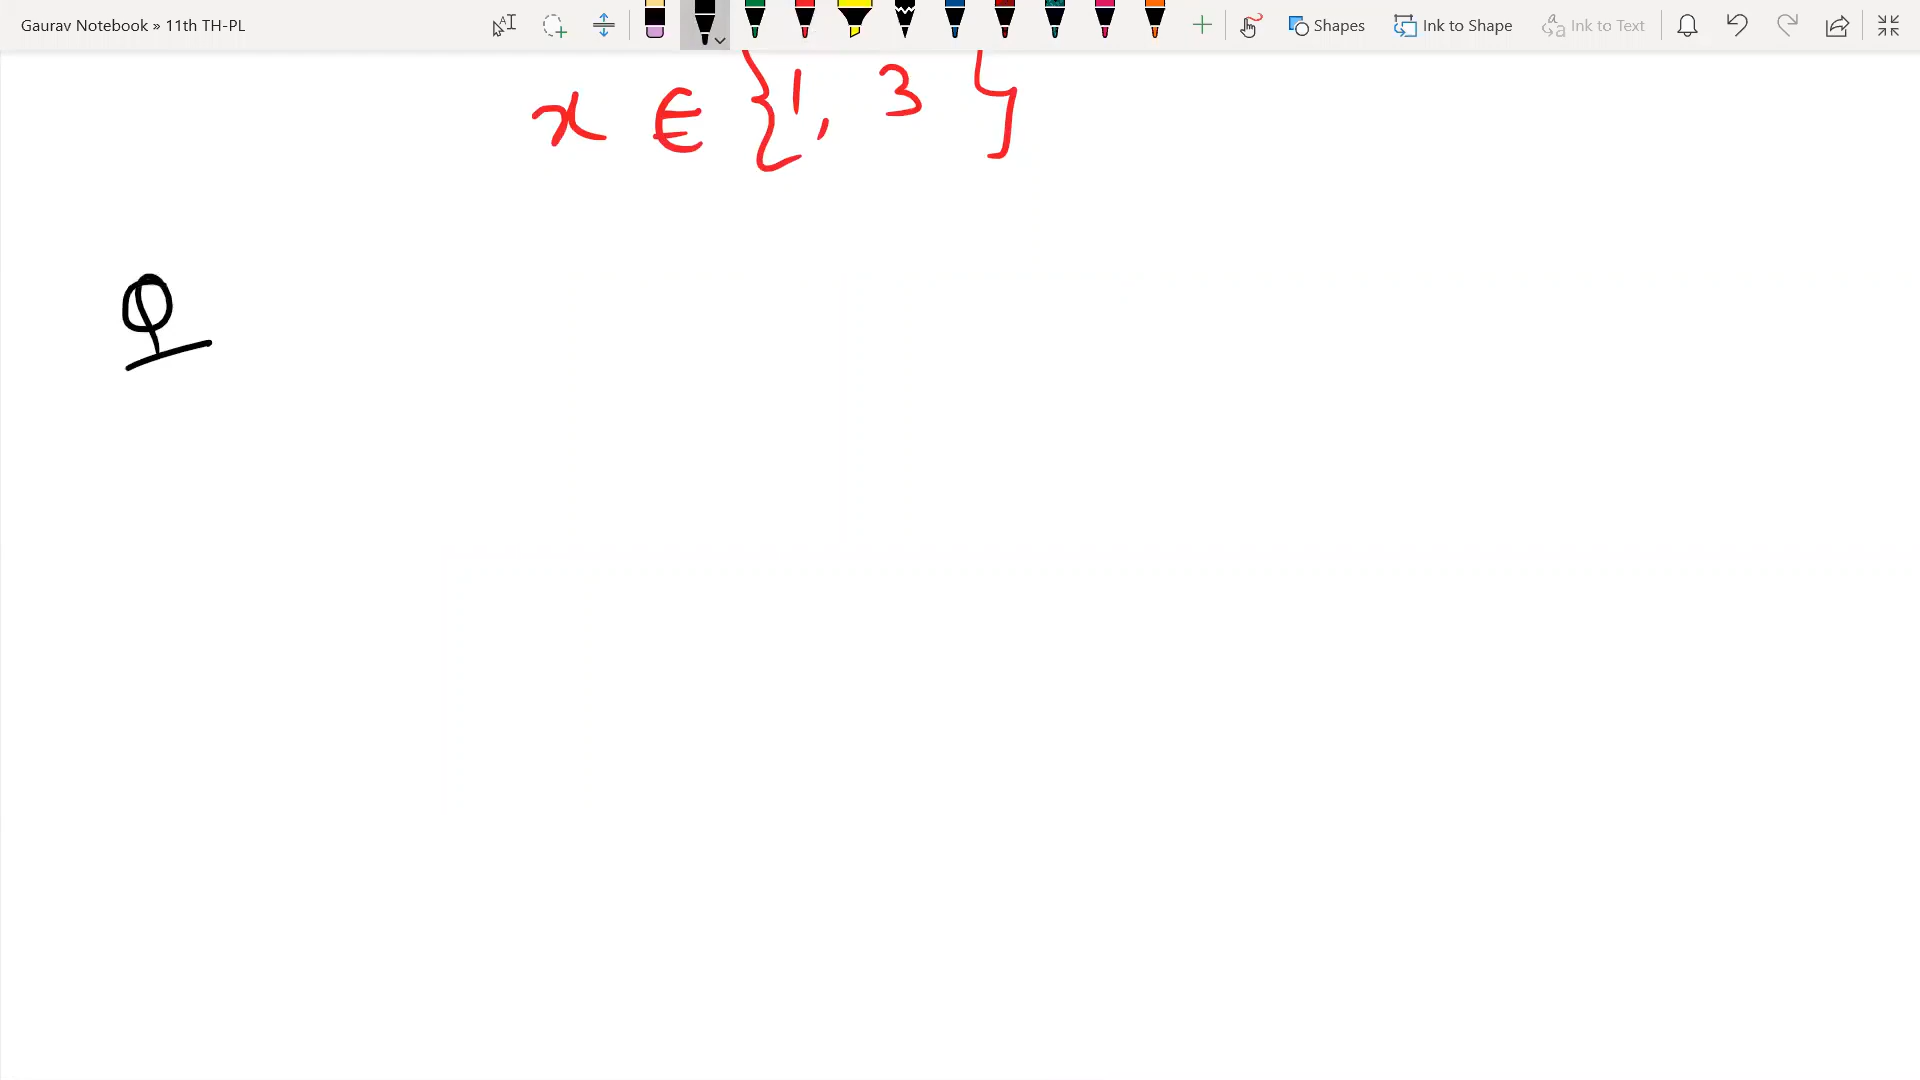 Gaurav Notebook » 11th TH-PL Shapes Ink to Shape Ink to Text
x ∈ {1, 3}
Q